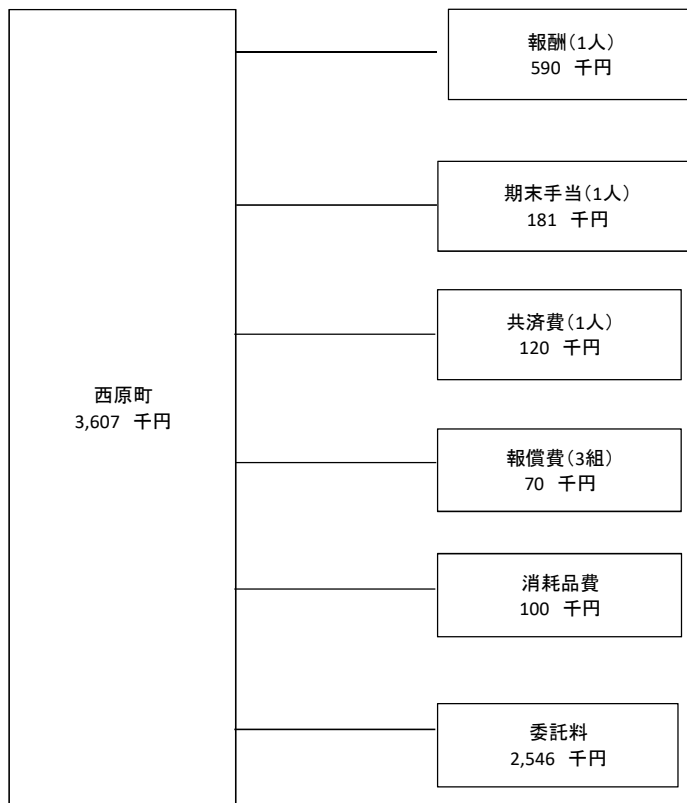 報酬(1人)
590 千円
期末手当(1人)
181 千円
共済費(1人)
120 千円
西原町
3,607 千円
報償費(3組)
70 千円
消耗品費
100 千円
委託料
2,546 千円